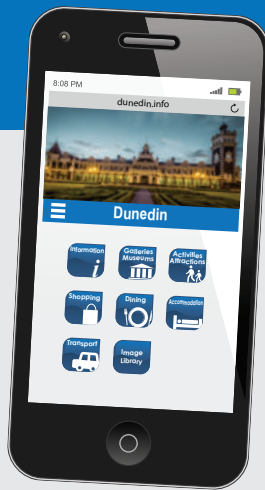 8:08 PM
dunedin.info
Dunedin
Information
Galleries
Museums
Activities
Attractions
Shopping
Dining
Accommodation
Transport
Image
Library